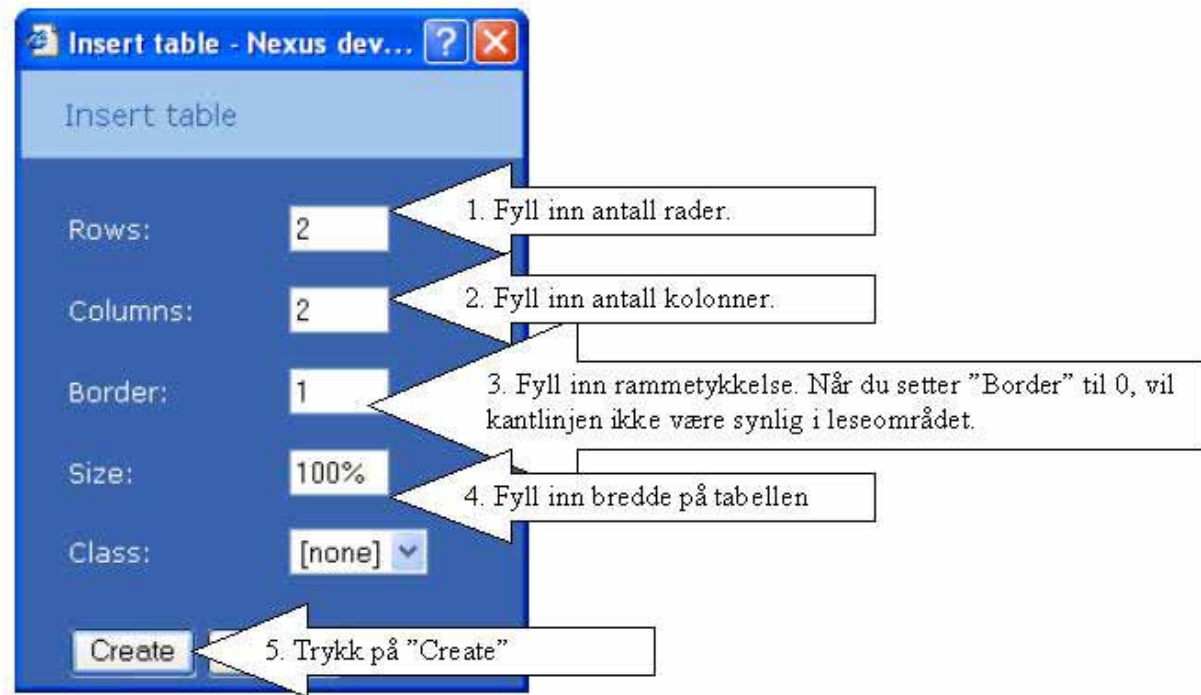 Insert table - Nexus dev...
Insert table
Rows:
2
1. Fyll inn antall rader.
Columns:
2
2. Fyll inn antall kolonner.
Border:
1
3. Fyll inn rammetykkelse. Når du setter ”Border” til 0, vil
kantlinjen ikke være synlig i leseområdet.
Size:
100%
4. Fyll inn bredde på tabellen
Class:
[none]
Create
5. Trykk på ”Create”